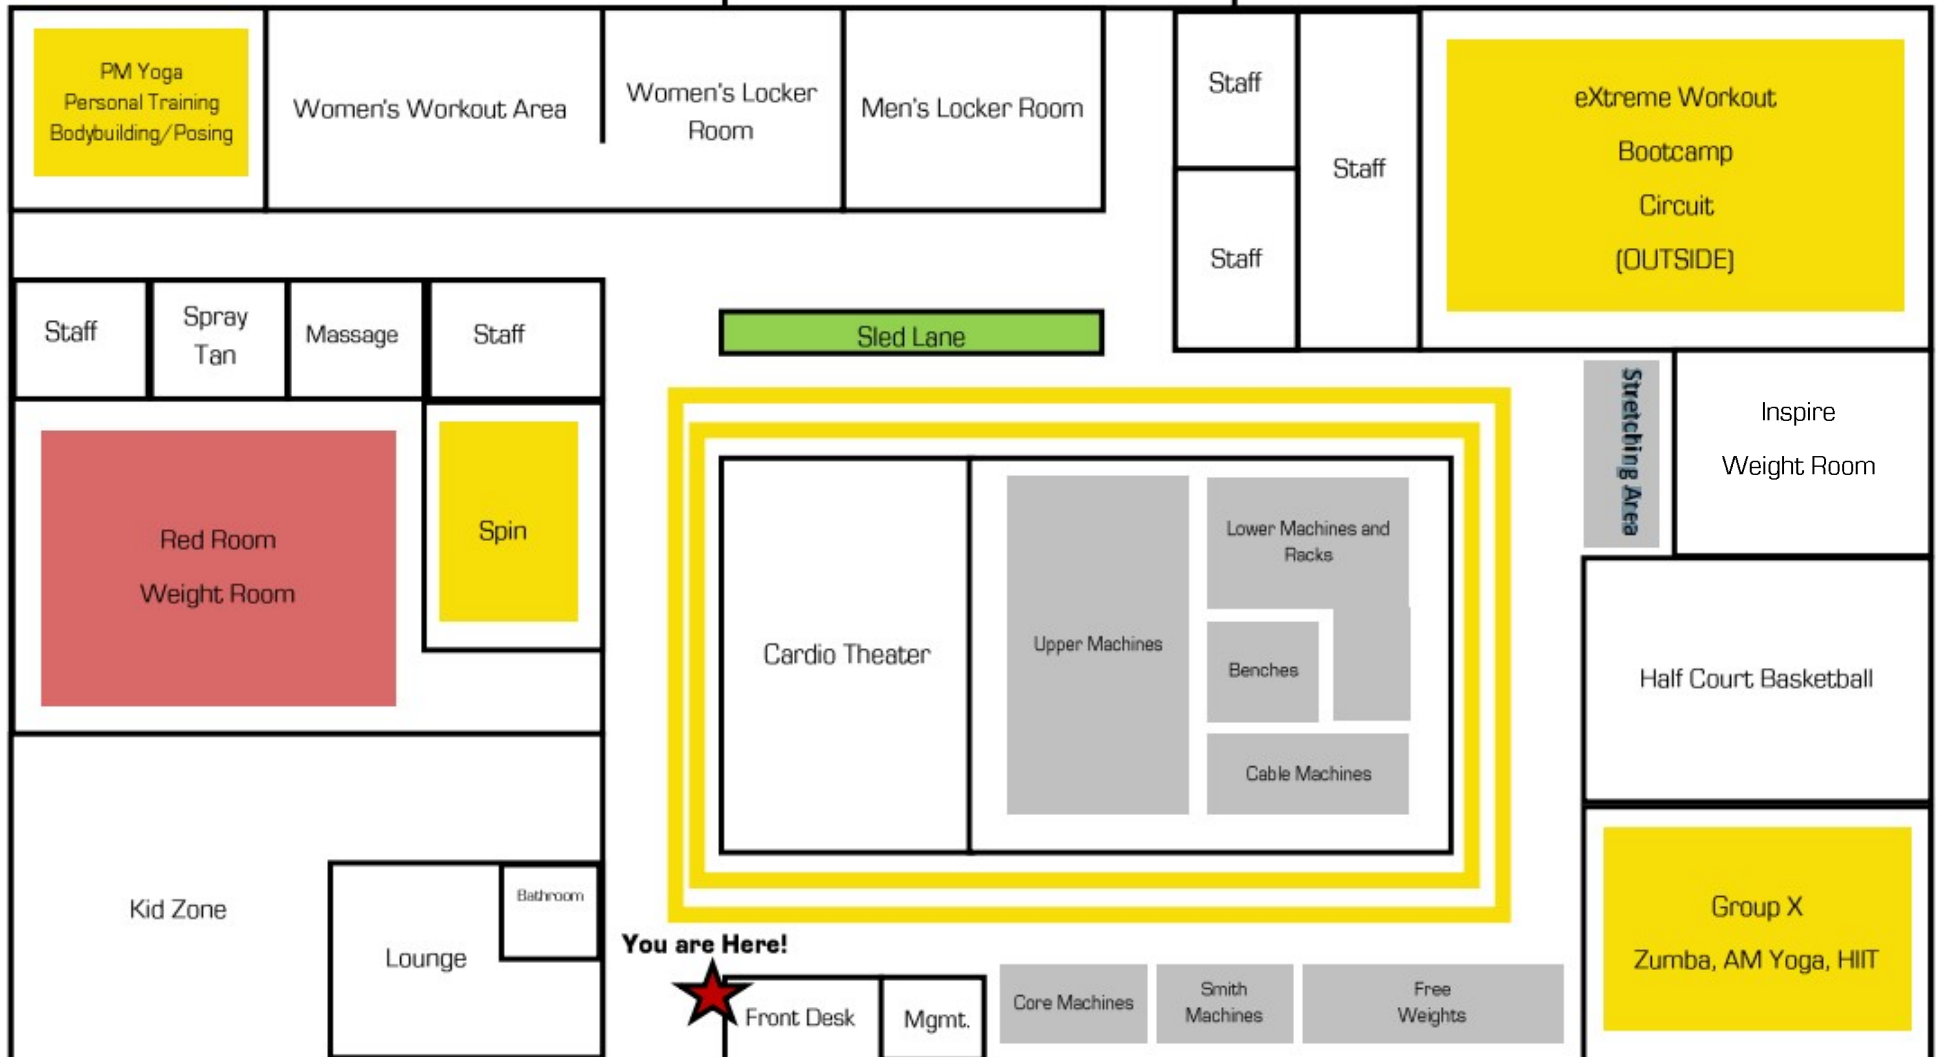 PM Yoga
Personal Training
Bodybuilding/Posing
Women's Workout Area
Women's Locker
Room
Men's Locker Room
Staff
Staff
Staff
eXtreme Workout
Bootcamp
Circuit
(OUTSIDE)
Staff
Spray
Tan
Massage
Staff
Sled Lane
Stretching Area
Inspire
Weight Room
Red Room
Weight Room
Spin
Cardio Theater
Upper Machines
Lower Machines and
Racks
Benches
Cable Machines
Half Court Basketball
Kid Zone
Lounge
Bathroom
You are Here!
Front Desk
Mgmt.
Core Machines
Smith
Machines
Free
Weights
Group X
Zumba, AM Yoga, HIIT